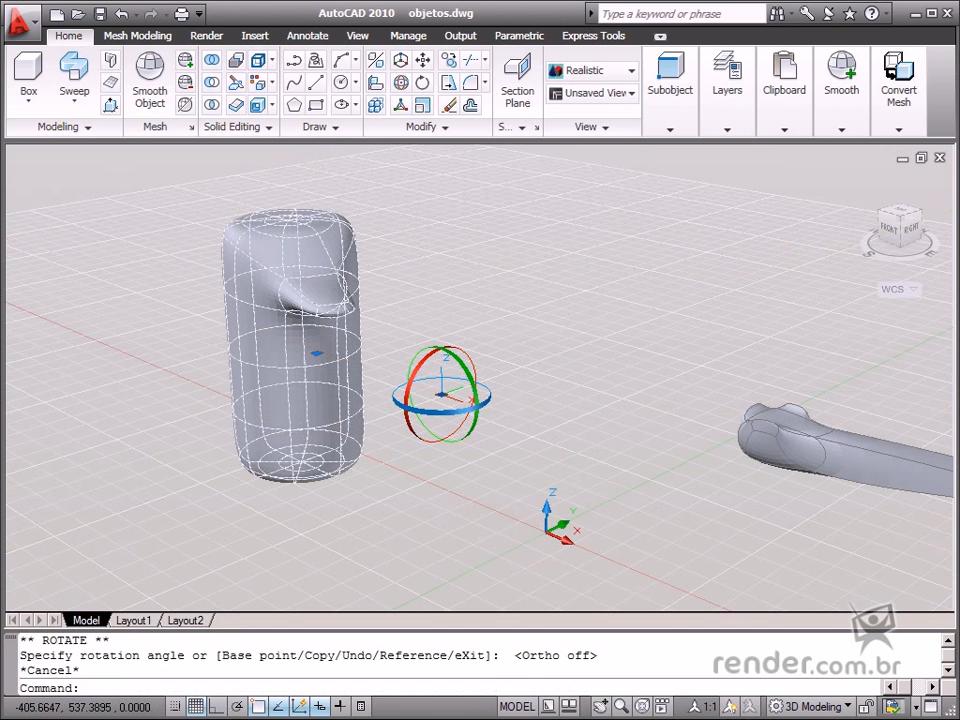 AutoCAD 2010 objetos.dwg
Type a keyword or phrase
Home Mesh Modeling Render Insert Annotate View Manage Output Parametric Express Tools
Box Sweep Smooth Object Section Plane Realistic Unsaved View Subobject Layers Clipboard Smooth Convert Mesh
Modeling Mesh Solid Editing Draw Modify S... View
FRONT RIGHT
S E
WCS
Z
X
Z
Y
X
Model Layout1 Layout2
** ROTATE **
Specify rotation angle or [Base point/Copy/Undo/Reference/eXit]: <Ortho off>
*Cancel*
Command:
render.com.br
-405.6647, 537.3895, 0.0000 MODEL 1:1 3D Modeling